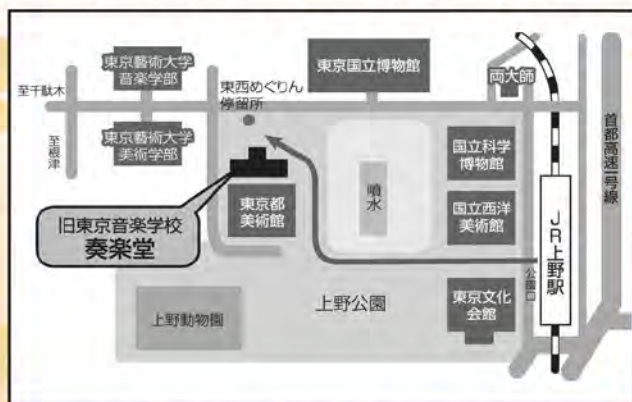 東京藝術大学
音楽学部
至千駄木
東京藝術大学
美術学部
至根津
東西めぐりん
停留所
東京国立博物館
両大師
首都高速一号線
国立科学
博物館
噴水
国立西洋
美術館
JR上野駅
公園口
旧東京音楽学校
奏楽堂
東京都
美術館
上野公園
東京文化
会館
上野動物園